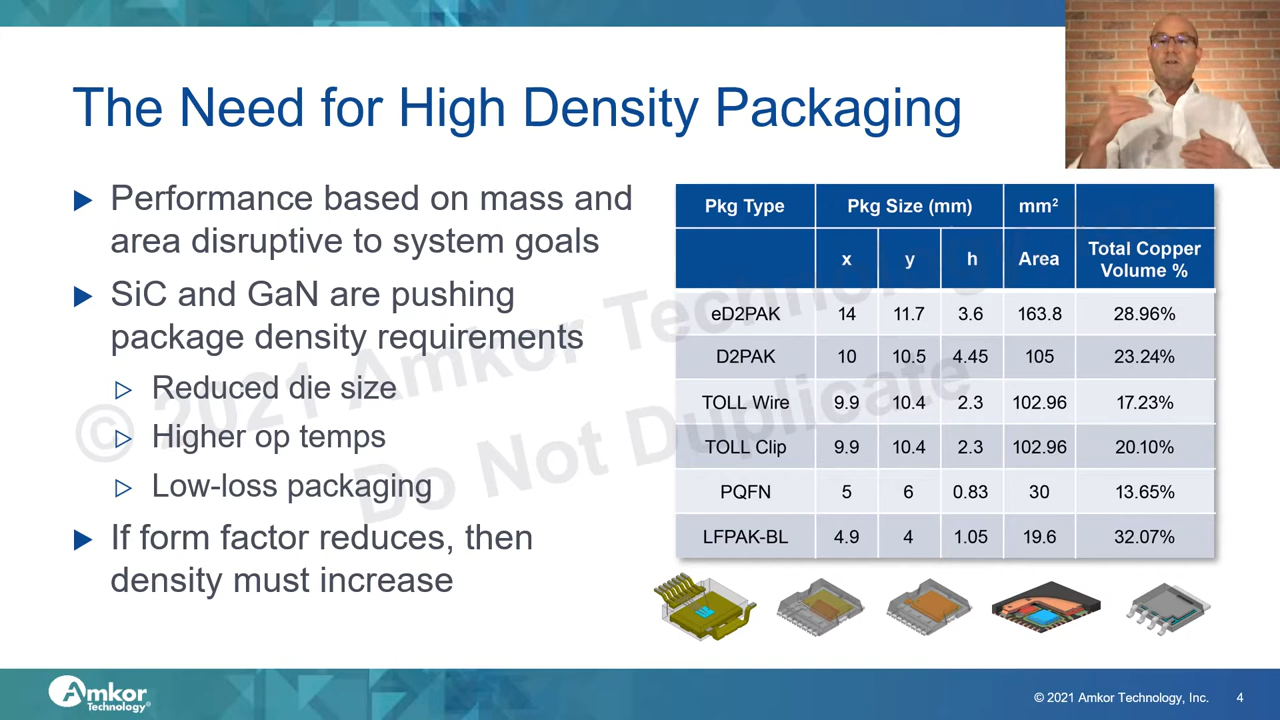 The Need for High Density Packaging
Performance based on mass and
area disruptive to system goals
SiC and GaN are pushing
package density requirements
Reduced die size
Higher op temps
Low-loss packaging
If form factor reduces, then
density must increase
Pkg Type Pkg Size (mm) mm²
x y h Area Total Copper
Volume %
eD2PAK 14 11.7 3.6 163.8 28.96%
D2PAK 10 10.5 4.45 105 23.24%
TOLL Wire 9.9 10.4 2.3 102.96 17.23%
TOLL Clip 9.9 10.4 2.3 102.96 20.10%
PQFN 5 6 0.83 30 13.65%
LFPAK-BL 4.9 4 1.05 19.6 32.07%
© 2021 Amkor Technology
Do Not Duplicate
Amkor
Technology®
© 2021 Amkor Technology, Inc. 4